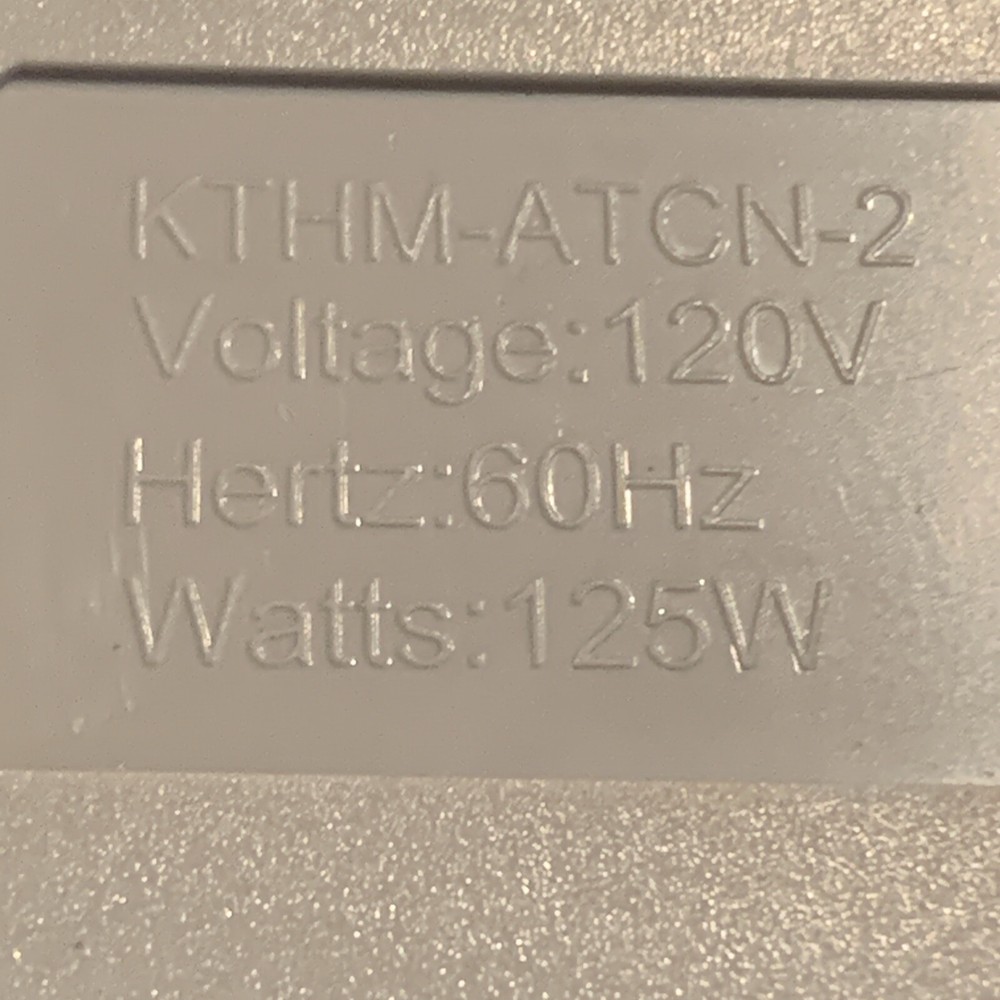 KTHM-ATCN-2
Voltage:120V
Hertz:60Hz
Watts:125W